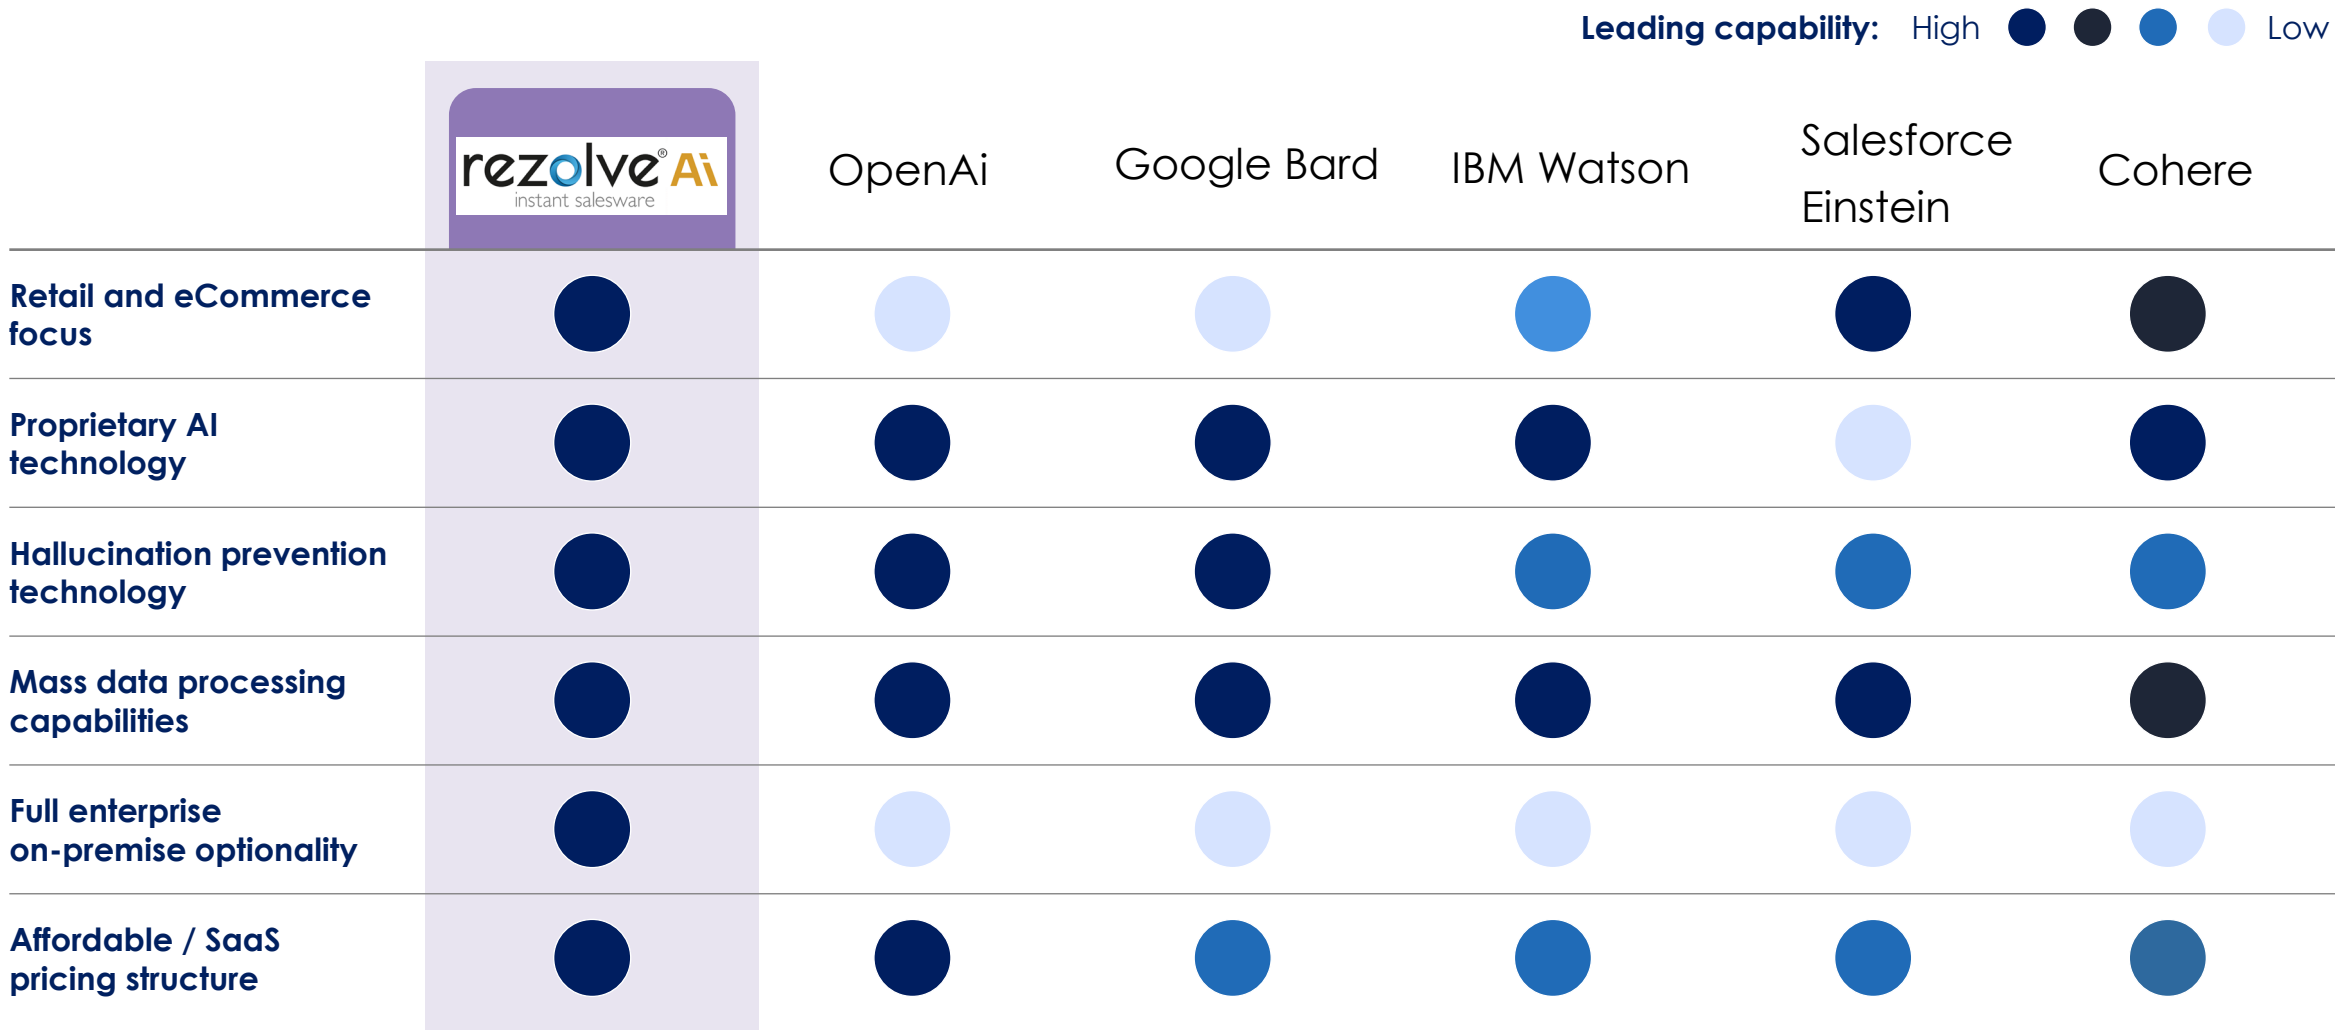 Leading capability: High Low
rezolve® Ai
instant salesware
OpenAi
Google Bard
IBM Watson
Salesforce
Einstein
Cohere
Retail and eCommerce
focus
Proprietary AI
technology
Hallucination prevention
technology
Mass data processing
capabilities
Full enterprise
on-premise optionality
Affordable / SaaS
pricing structure